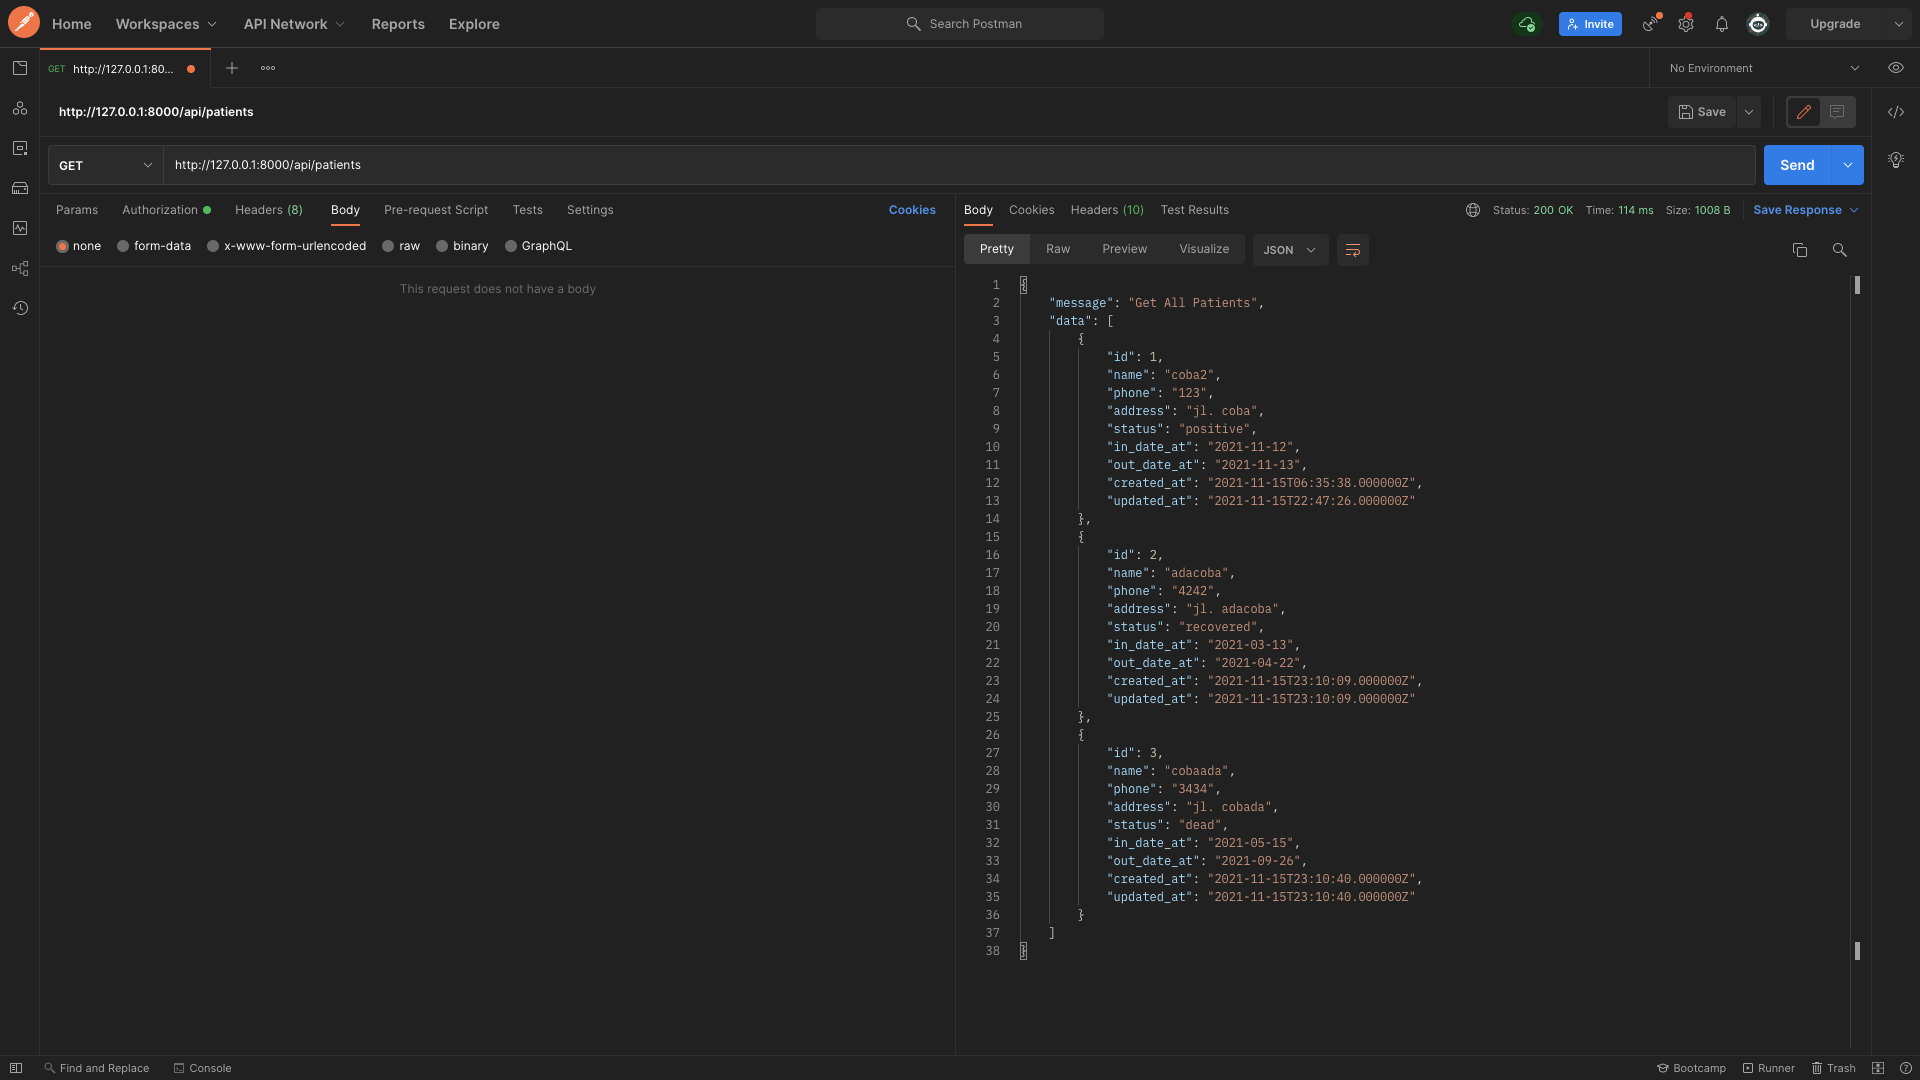 Home Workspaces API Network Reports Explore Search Postman Invite Upgrade
GET http://127.0.0.1:80... No Environment
http://127.0.0.1:8000/api/patients Save
GET http://127.0.0.1:8000/api/patients Send
Params Authorization Headers (8) Body Pre-request Script Tests Settings Cookies
none form-data x-www-form-urlencoded raw binary GraphQL
This request does not have a body
Body Cookies Headers (10) Test Results Status: 200 OK Time: 114 ms Size: 1008 B Save Response
Pretty Raw Preview Visualize JSON
1 {
2 "message": "Get All Patients",
3 "data": [
4 {
5 "id": 1,
6 "name": "coba2",
7 "phone": "123",
8 "address": "jl. coba",
9 "status": "positive",
10 "in_date_at": "2021-11-12",
11 "out_date_at": "2021-11-13",
12 "created_at": "2021-11-15T06:35:38.000000Z",
13 "updated_at": "2021-11-15T22:47:26.000000Z"
14 },
15 {
16 "id": 2,
17 "name": "adacoba",
18 "phone": "4242",
19 "address": "jl. adacoba",
20 "status": "recovered",
21 "in_date_at": "2021-03-13",
22 "out_date_at": "2021-04-22",
23 "created_at": "2021-11-15T23:10:09.000000Z",
24 "updated_at": "2021-11-15T23:10:09.000000Z"
25 },
26 {
27 "id": 3,
28 "name": "cobaada",
29 "phone": "3434",
30 "address": "jl. cobada",
31 "status": "dead",
32 "in_date_at": "2021-05-15",
33 "out_date_at": "2021-09-26",
34 "created_at": "2021-11-15T23:10:40.000000Z",
35 "updated_at": "2021-11-15T23:10:40.000000Z"
36 }
37 ]
38 }
Find and Replace Console Bootcamp Runner Trash